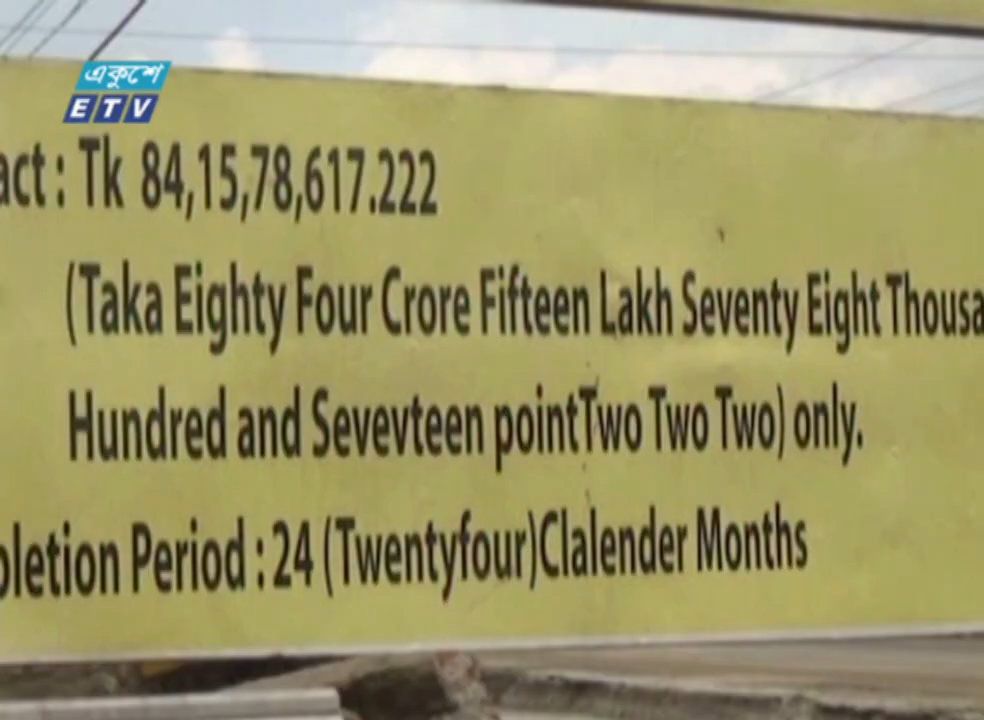 একুশে
ETV
act : Tk 84,15,78,617.222
(Taka Eighty Four Crore Fifteen Lakh Seventy Eight Thousa
Hundred and Sevevteen pointTwo Two Two) only.
pletion Period : 24 (Twentyfour)Clalender Months